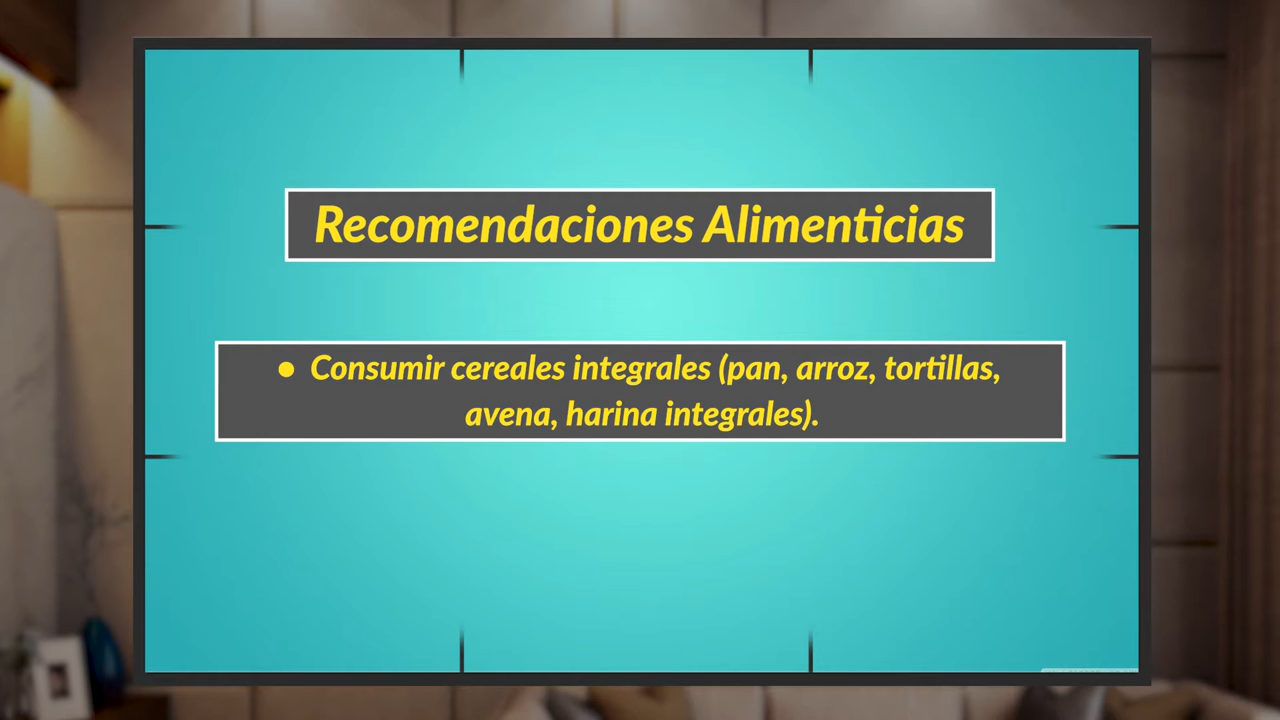 Recomendaciones Alimenticias
• Consumir cereales integrales (pan, arroz, tortillas,
avena, harina integrales).